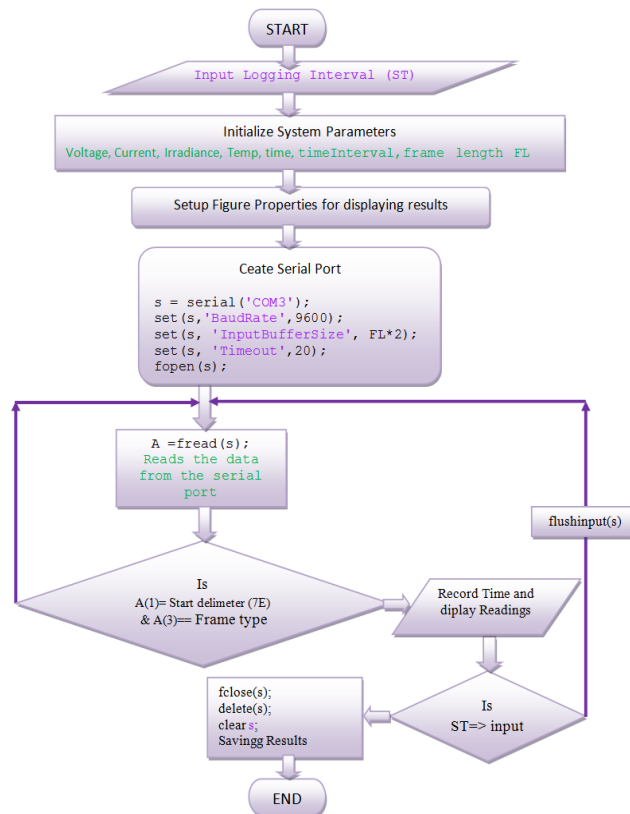 START
Input Logging Interval (ST)
Initialize System Parameters
Voltage, Current, Irradiance, Temp, time, timeInterval, frame length FL
Setup Figure Properties for displaying results
Ceate Serial Port
s = serial('COM3');
set(s,'BaudRate',9600);
set(s, 'InputBufferSize', FL*2);
set(s, 'Timeout',20);
fopen(s);
A =fread(s);
Reads the data
from the serial
port
flushinput(s)
Is
A(1)= Start delimeter (7E)
& A(3)== Frame type
Record Time and
diplay Readings
Is
ST=> input
fclose(s);
delete(s);
clear s;
Savingg Results
END